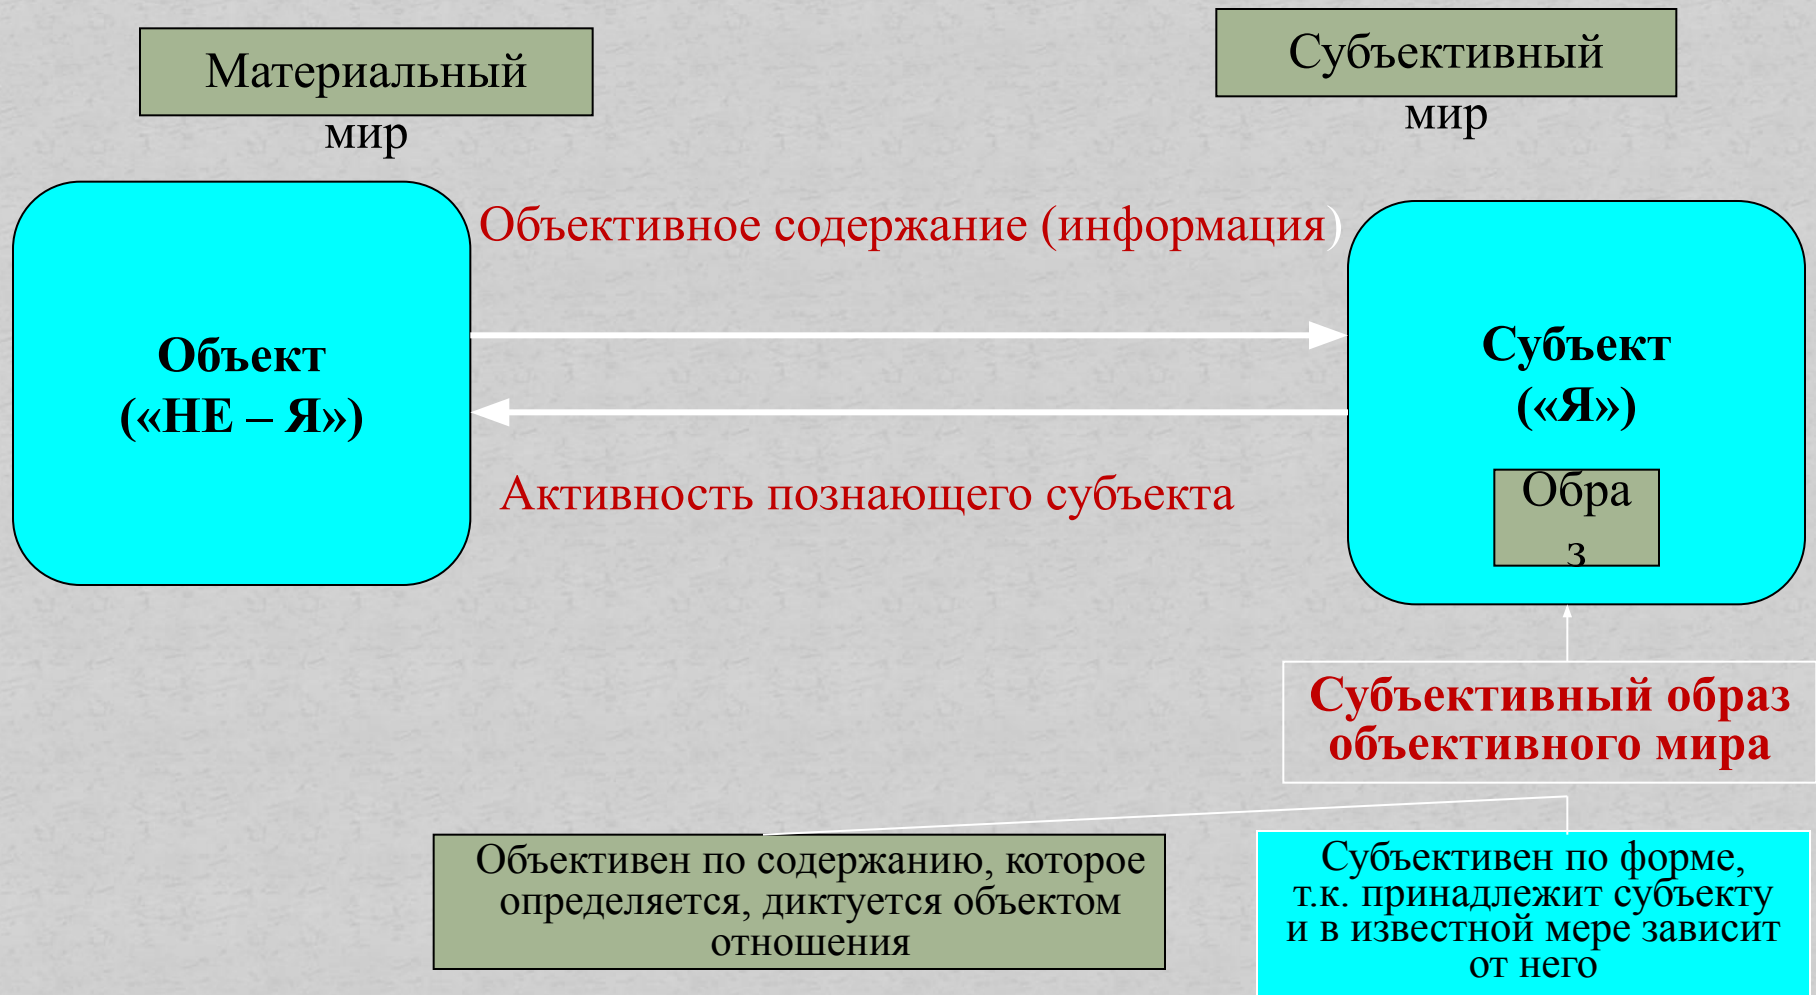 Материальный
мир
Субъективный
мир
Объективное содержание (информация)
Объект
(«НЕ – Я»)
Субъект
(«Я»)
Обра
з
Активность познающего субъекта
Субъективный образ
объективного мира
Объективен по содержанию, которое
определяется, диктуется объектом
отношения
Субъективен по форме,
т.к. принадлежит субъекту
и в известной мере зависит
от него